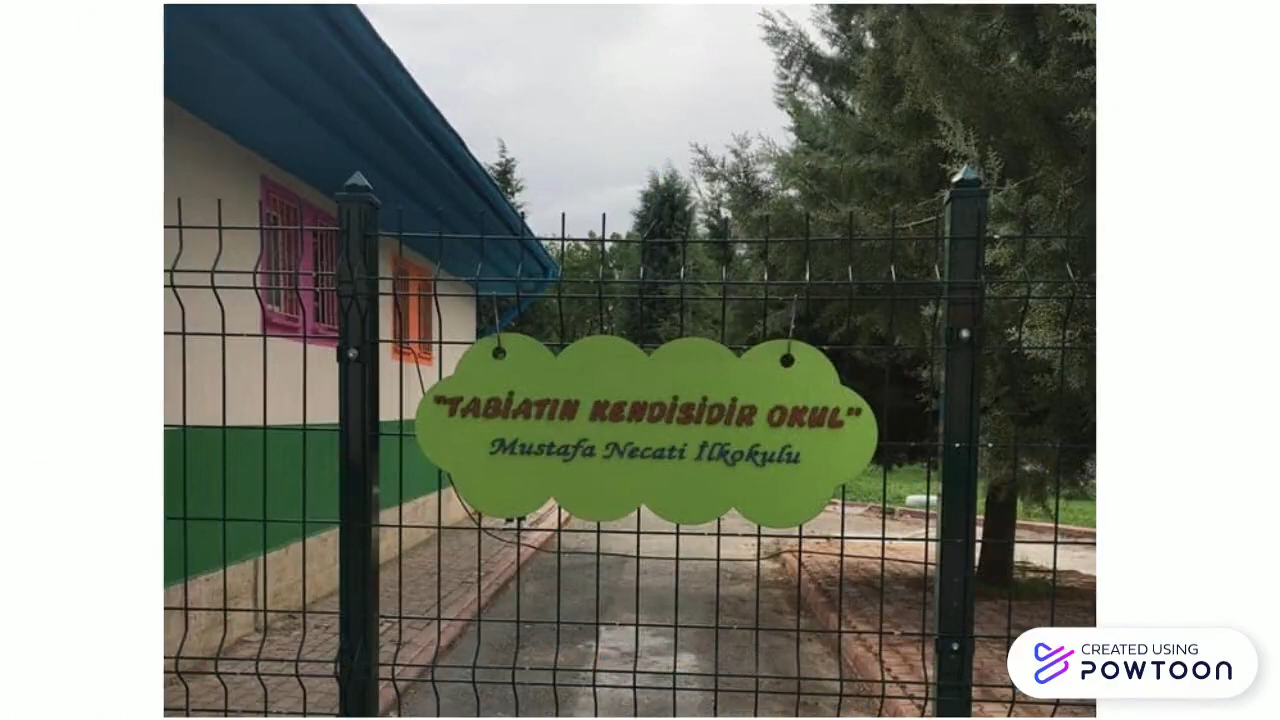 "TABİATIN KENDİSİDİR OKUL"
Mustafa Necati İlkokulu
CREATED USING
POWTOON